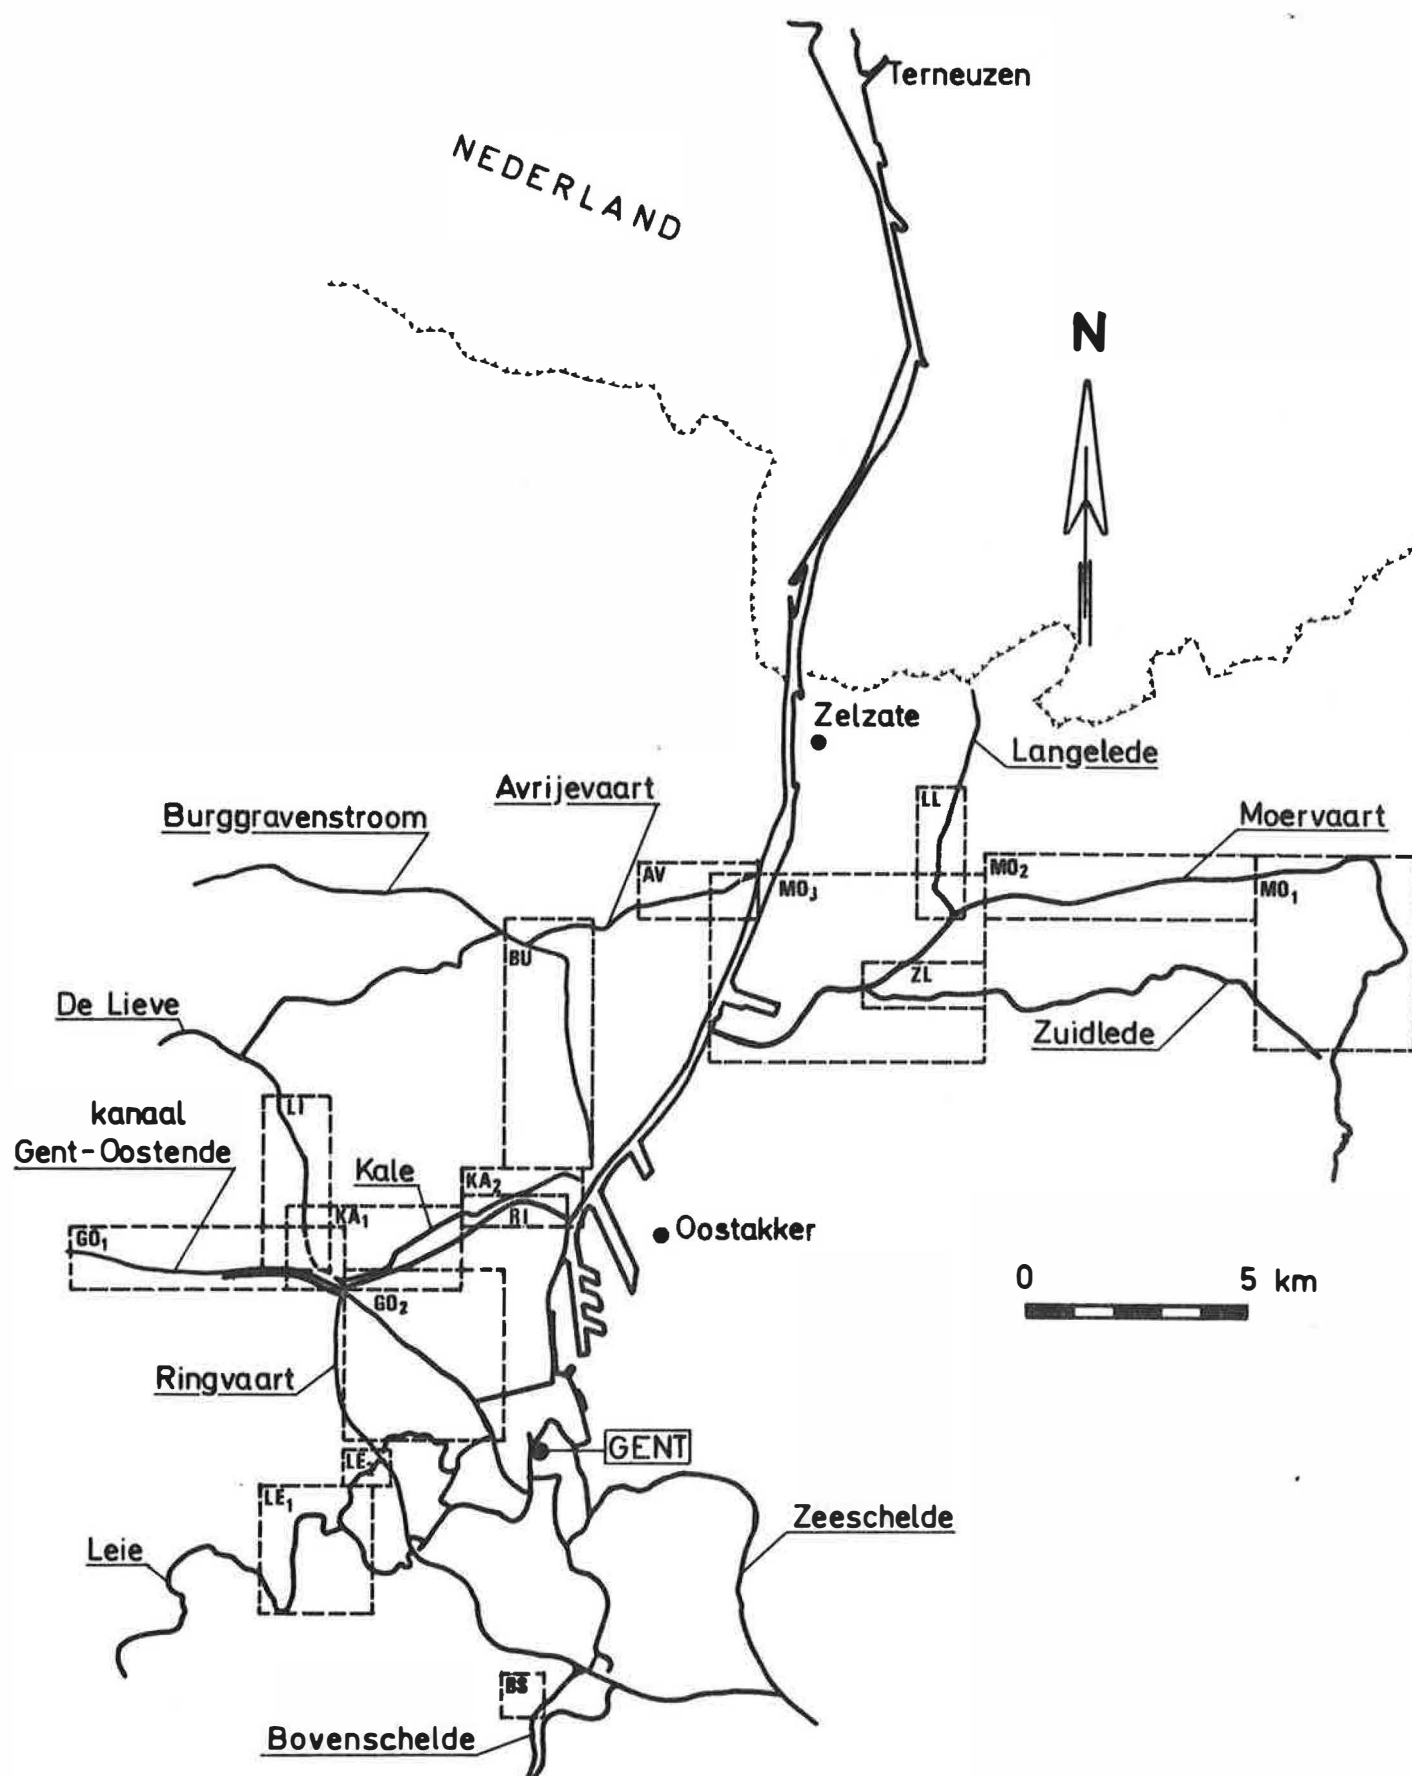 Terneuzen
NEDERLAND
N
Zelzate
Langelede
Avrijevaart
Burggravenstroom
LL
Moervaart
AV
MO₃
MO₂
MO₁
BU
ZL
De Lieve
Zuidlede
LI
kanaal
Gent-Oostende
Kale
KA₂
KA₁
RI
Oostakker
GO₁
0 5 km
GO₂
Ringvaart
GENT
LE
LE₁
Zeeschelde
Leie
BS
Bovenschelde